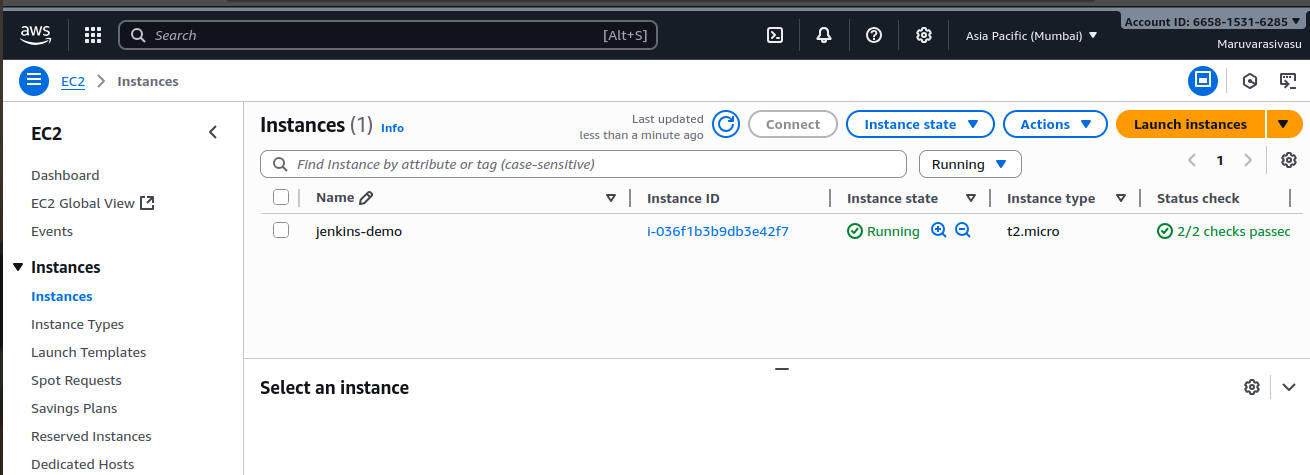 aws
Search
[Alt+S]
Asia Pacific (Mumbai)
Account ID: 6658-1531-6285
Maruvarasivasu
EC2
Instances
EC2
Dashboard
EC2 Global View
Events
Instances
Instances
Instance Types
Launch Templates
Spot Requests
Savings Plans
Reserved Instances
Dedicated Hosts
Instances (1) Info
Last updated
less than a minute ago
Connect
Instance state
Actions
Launch instances
Find Instance by attribute or tag (case-sensitive)
Running
1
Name Instance ID Instance state Instance type Status check
jenkins-demo i-036f1b3b9db3e42f7 Running t2.micro 2/2 checks passec
Select an instance